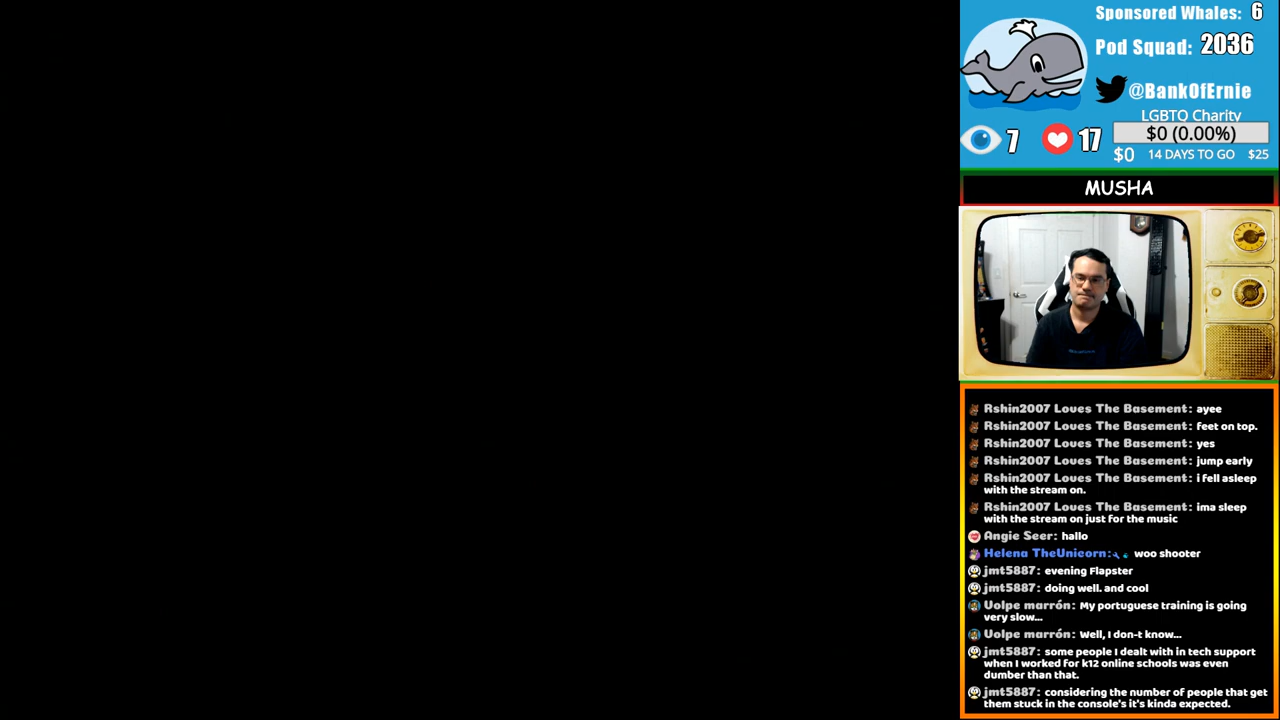 Sponsored Whales: 6
Pod Squad: 2036
@BankOfErnie
LGBTQ Charity
7
17
$0 (0.00%)
$0 14 DAYS TO GO $25
MUSHA
Rshin2007 Loves The Basement: ayee
Rshin2007 Loves The Basement: feet on top.
Rshin2007 Loves The Basement: yes
Rshin2007 Loves The Basement: jump early
Rshin2007 Loves The Basement: i fell asleep
with the stream on.
Rshin2007 Loves The Basement: ima sleep
with the stream on just for the music
Angie Seer: hallo
Helena TheUnicorn: woo shooter
jmt5887: evening Flapster
jmt5887: doing well. and cool
Uolpe marrón: My portuguese training is going
very slow...
Uolpe marrón: Well, I don-t know...
jmt5887: some people I dealt with in tech support
when I worked for k12 online schools was even
dumber than that.
jmt5887: considering the number of people that get
them stuck in the console's it's kinda expected.